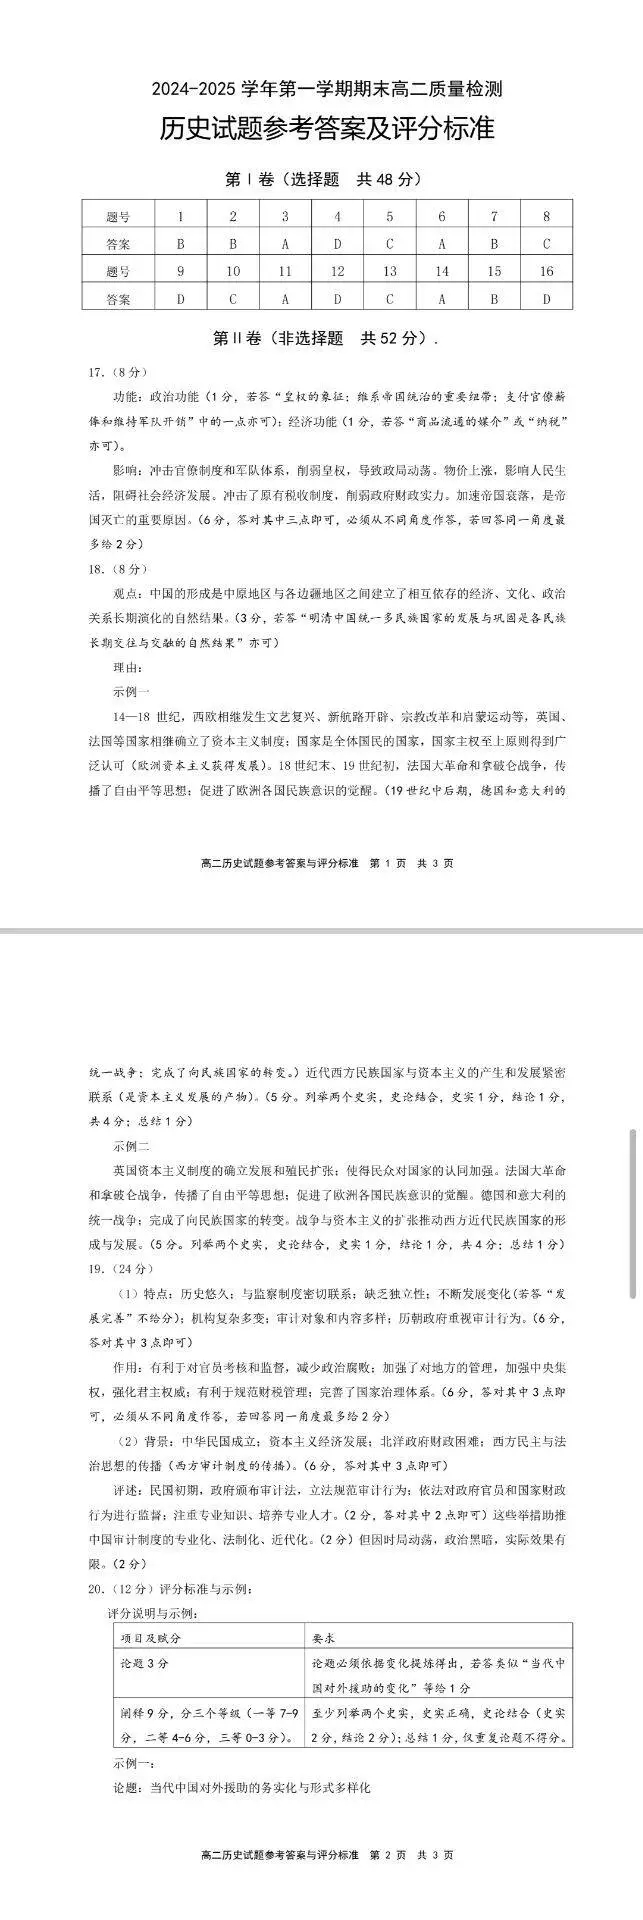 2024-2025 学年第一学期期末高二质量检测
历史试题参考答案及评分标准
第Ⅰ卷（选择题 共 48 分）
题号 1 2 3 4 5 6 7 8
答案 B B A D C A B C
题号 9 10 11 12 13 14 15 16
答案 D C A D C A B D
第Ⅱ卷（非选择题 共 52 分）.
17.（8 分）
功能：政治功能（1 分，若答“皇权的象征；维系帝国统治的重要纽带；支付官僚薪
俸和维持军队开销”中的一点亦可）；经济功能（1 分，若答“商品流通的媒介”或“纳税”
亦可）。
影响：冲击官僚制度和军队体系，削弱皇权，导致政局动荡。物价上涨，影响人民生
活，阻碍社会经济发展。冲击了原有税收制度，削弱政府财政实力。加速帝国衰落，是帝
国灭亡的重要原因。（6 分，答对其中三点即可，必须从不同角度作答，若回答同一角度最
多给 2 分）
18.（8 分）
观点：中国的形成是中原地区与各边疆地区之间建立了相互依存的经济、文化、政治
关系长期演化的自然结果。（3 分，若答“明清中国统一多民族国家的发展与巩固是各民族
长期交往与交融的自然结果”亦可）
理由：
示例一
14—18 世纪，西欧相继发生文艺复兴、新航路开辟、宗教改革和启蒙运动等，英国、
法国等国家相继确立了资本主义制度；国家是全体国民的国家，国家主权至上原则得到广
泛认可（欧洲资本主义获得发展）。18 世纪末、19 世纪初，法国大革命和拿破仑战争，传
播了自由平等思想；促进了欧洲各国民族意识的觉醒。（19 世纪中后期，德国和意大利的
高二历史试题参考答案与评分标准 第 1 页 共 3 页
统一战争；完成了向民族国家的转变。）近代西方民族国家与资本主义的产生和发展紧密
联系（是资本主义发展的产物）。（5 分。列举两个史实，史论结合，史实 1 分，结论 1 分，
共 4 分；总结 1 分）
示例二
英国资本主义制度的确立发展和殖民扩张；使得民众对国家的认同加强。法国大革命
和拿破仑战争，传播了自由平等思想；促进了欧洲各国民族意识的觉醒。德国和意大利的
统一战争；完成了向民族国家的转变。战争与资本主义的扩张推动西方近代民族国家的形
成与发展。（5 分。列举两个史实，史论结合，史实 1 分，结论 1 分，共 4 分；总结 1 分）
19.（24 分）
（1）特点：历史悠久；与监察制度密切联系；缺乏独立性；不断发展变化(若答“发
展完善”不给分）；机构复杂多变；审计对象和内容多样；历朝政府重视审计行为。（6 分，
答对其中 3 点即可）
作用：有利于对官员考核和监督，减少政治腐败；加强了对地方的管理，加强中央集
权，强化君主权威；有利于规范财税管理；完善了国家治理体系。（6 分，答对其中 3 点即
可，必须从不同角度作答，若回答同一角度最多给 2 分）
（2）背景：中华民国成立；资本主义经济发展；北洋政府财政困难；西方民主与法
治思想的传播（西方审计制度的传播）。（6 分，答对其中 3 点即可）
评述：民国初期，政府颁布审计法，立法规范审计行为；依法对政府官员和国家财政
行为进行监督；注重专业知识、培养专业人才。（2 分，答对其中 2 点即可）这些举措助推
中国审计制度的专业化、法制化、近代化。（2 分）但因时局动荡，政治黑暗，实际效果有
限。（2 分）
20.（12 分）评分标准与示例：
评分说明与示例：
项目及赋分 要求
论题 3 分 论题必须依据变化提炼得出，若答类似“当代中
国对外援助的变化”等给 1 分
阐释 9 分，分三个等级（一等 7-9 至少列举两个史实，史实正确，史论结合（史实
分，二等 4-6 分，三等 0-3 分）。 2 分，结论 2 分）；总结 1 分，仅重复论题不得分。
示例一：
论题：当代中国对外援助的务实化与形式多样化
高二历史试题参考答案与评分标准 第 2 页 共 3 页